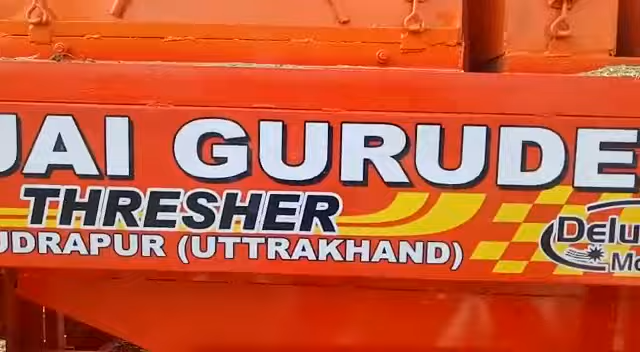 JAI GURUDE
THRESHER
UDRAPUR (UTTRAKHAND)
Delu
Mo